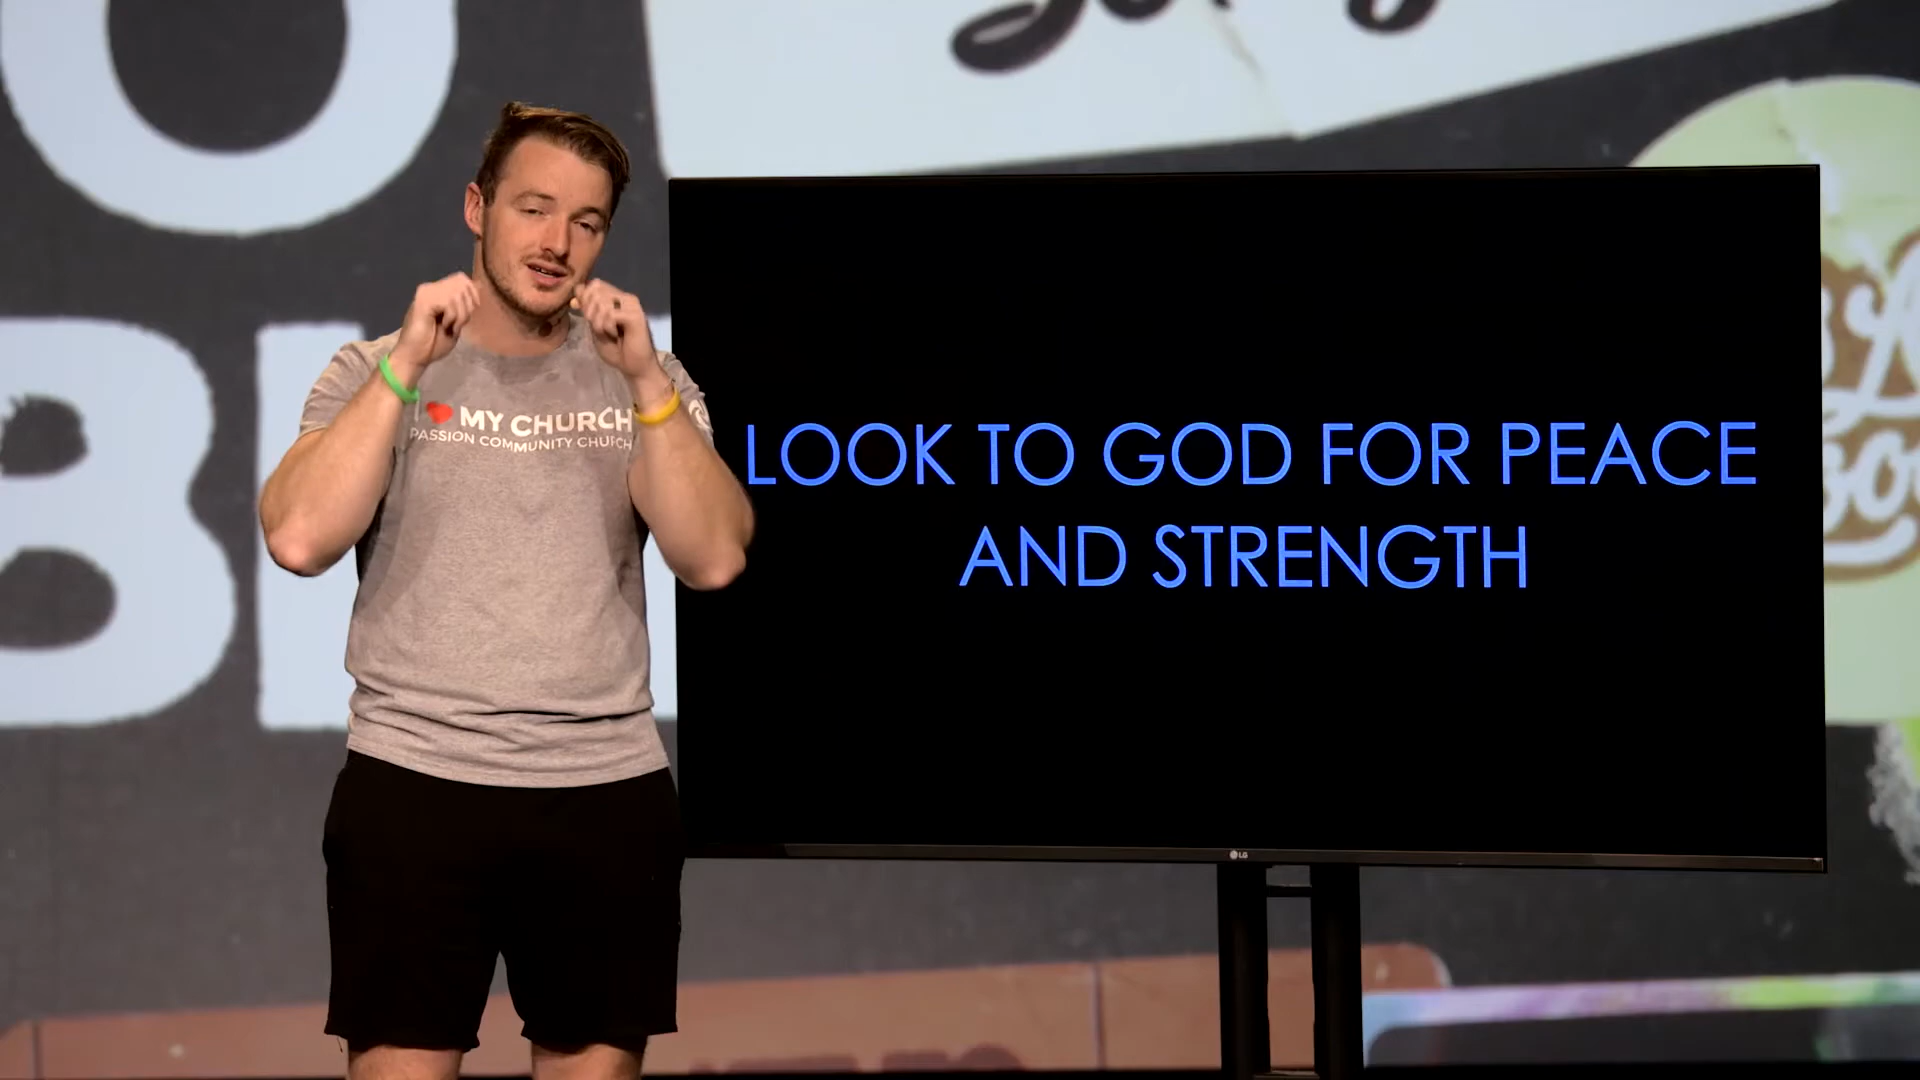 ❤ MY CHURCH
PASSION COMMUNITY CHURCH
LOOK TO GOD FOR PEACE
AND STRENGTH
LG